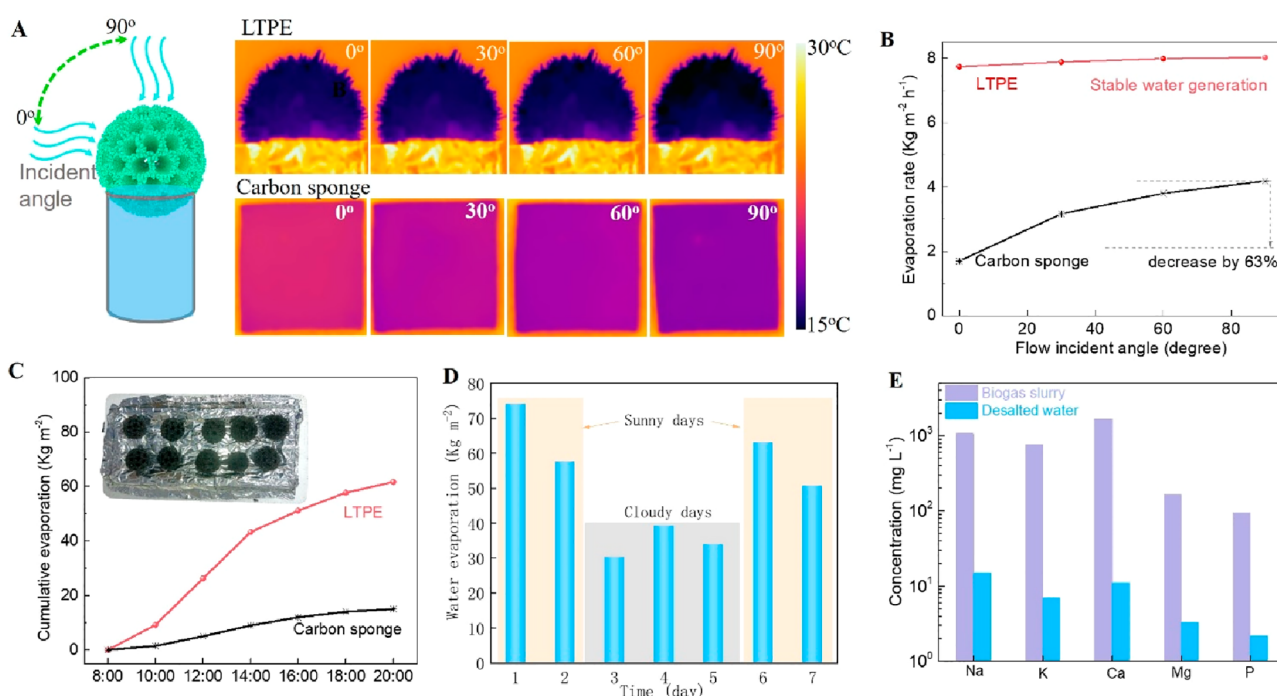 A
90°
0°
Incident
angle
LTPE
0°
30°
60°
90°
Carbon sponge
0°
30°
60°
90°
30°C
15°C
B
Evaporation rate (Kg m⁻² h⁻¹)
8
6
4
2
0
LTPE
Stable water generation
Carbon sponge
decrease by 63%
0
20
40
60
80
Flow incident angle (degree)
C
Cumulative evaporation (Kg m⁻²)
100
80
60
40
20
0
LTPE
Carbon sponge
8:00
10:00
12:00
14:00
16:00
18:00
20:00
D
Water evaporation (Kg m⁻²)
80
70
60
50
40
30
20
10
0
Sunny days
Cloudy days
1
2
3
4
5
6
7
Time (day)
E
Biogas slurry
Desalted water
Concentration (mg L⁻¹)
10³
10²
10¹
10⁰
Na
K
Ca
Mg
P